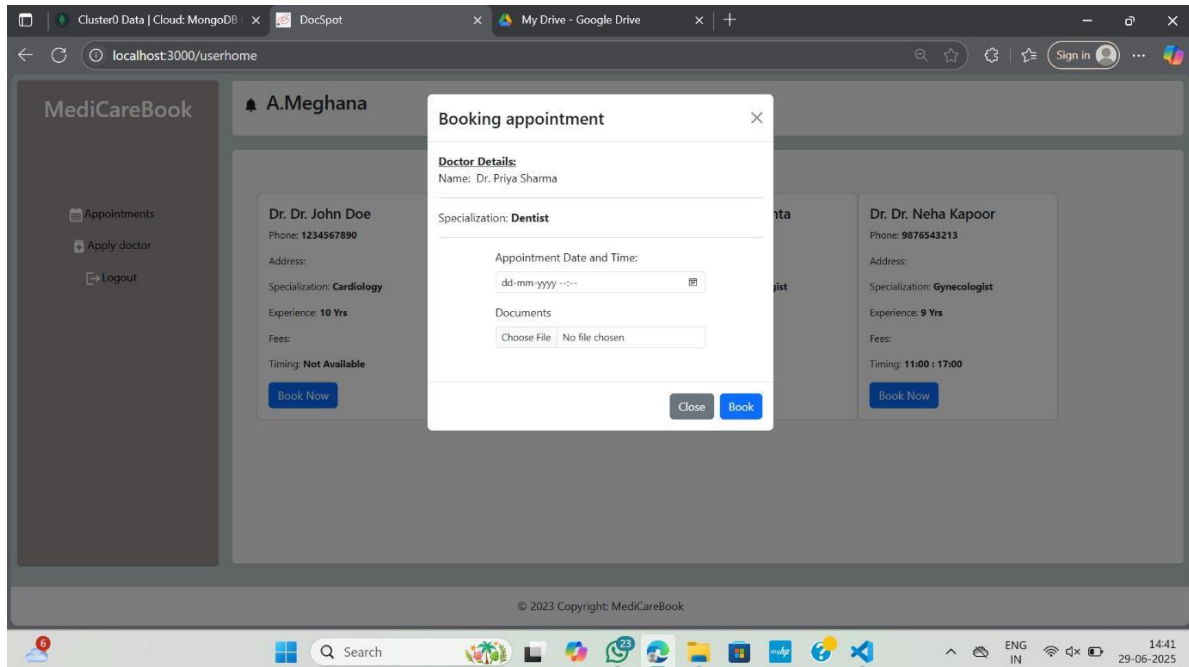 Cluster0 Data | Cloud: MongoDB
DocSpot
My Drive - Google Drive
localhost:3000/userhome
Sign in
MediCareBook
A.Meghana
Appointments
Apply doctor
Logout
Dr. Dr. John Doe
Phone: 1234567890
Address:
Specialization: Cardiology
Experience: 10 Yrs
Fees:
Timing: Not Available
Book Now
Booking appointment
Doctor Details:
Name: Dr. Priya Sharma
Specialization: Dentist
Appointment Date and Time:
dd-mm-yyyy --:--
Documents
Choose File No file chosen
Close Book
Dr. Dr. Neha Kapoor
Phone: 9876543213
Address:
Specialization: Gynecologist
Experience: 9 Yrs
Fees:
Timing: 11:00 : 17:00
Book Now
© 2023 Copyright: MediCareBook
6
Search
23
myhp
ENG
IN
14:41
29-06-2025